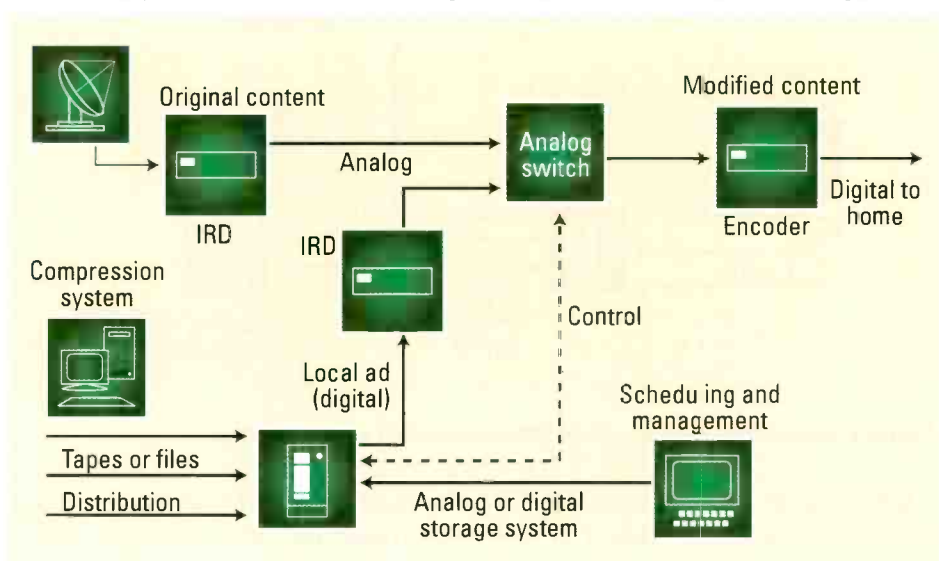 Original content
Modified content
Analog
Analog
switch
Digital to
home
IRD
IRD
Encoder
Compression
system
Control
Local ad
(digital)
Schedu ing and
management
Tapes or files
Distribution
Analog or digital
storage system